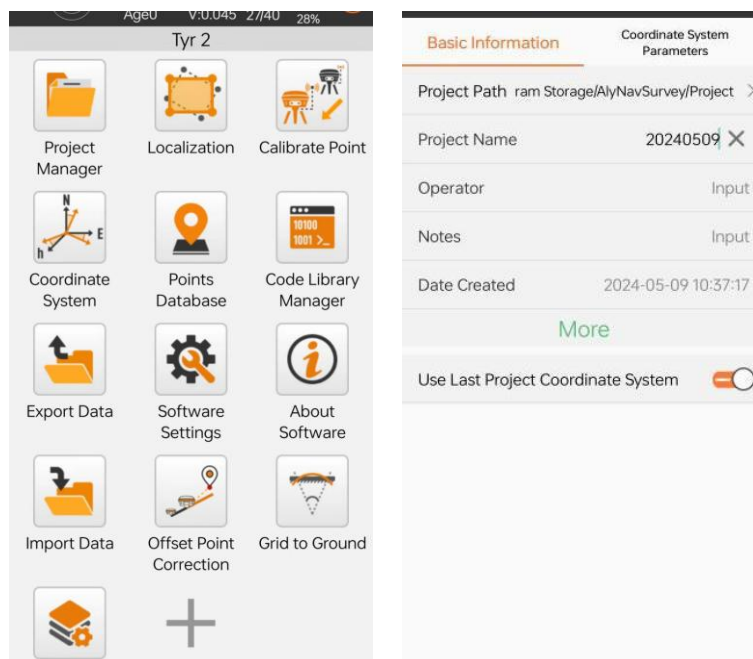 Age0 V:0.045 27/40 28%
Tyr 2
Project
Manager
Localization
Calibrate Point
N
E
h
Coordinate
System
Points
Database
10100
1001 >_
Code Library
Manager
Export Data
Software
Settings
About
Software
Import Data
Offset Point
Correction
Grid to Ground
Basic Information
Coordinate System
Parameters
Project Path ram Storage/AlyNavSurvey/Project
Project Name 20240509
Operator Input
Notes Input
Date Created 2024-05-09 10:37:17
More
Use Last Project Coordinate System